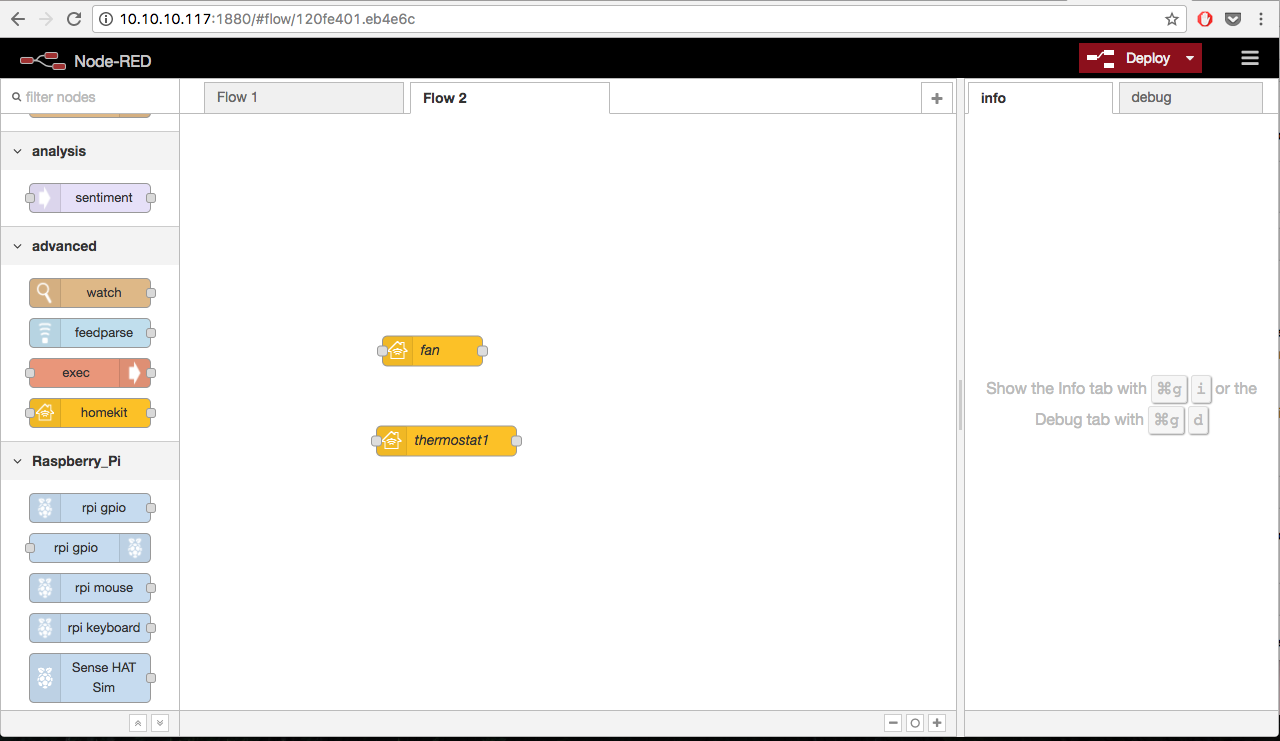 10.10.10.117:1880/#flow/120fe401.eb4e6c
Node-RED
Deploy
filter nodes
Flow 1
Flow 2
info
debug
analysis
sentiment
advanced
watch
feedparse
exec
homekit
Raspberry_Pi
rpi gpio
rpi gpio
rpi mouse
rpi keyboard
Sense HAT
Sim
fan
thermostat1
Show the Info tab with ⌘g i or the
Debug tab with ⌘g d